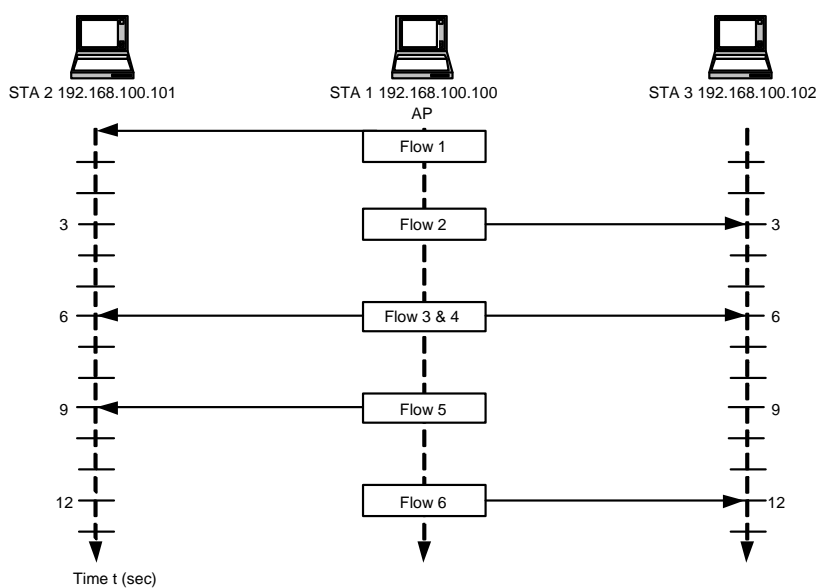 STA 2 192.168.100.101
STA 1 192.168.100.100
STA 3 192.168.100.102
AP
Flow 1
3
Flow 2
3
6
Flow 3 & 4
6
9
Flow 5
9
12
Flow 6
12
Time t (sec)